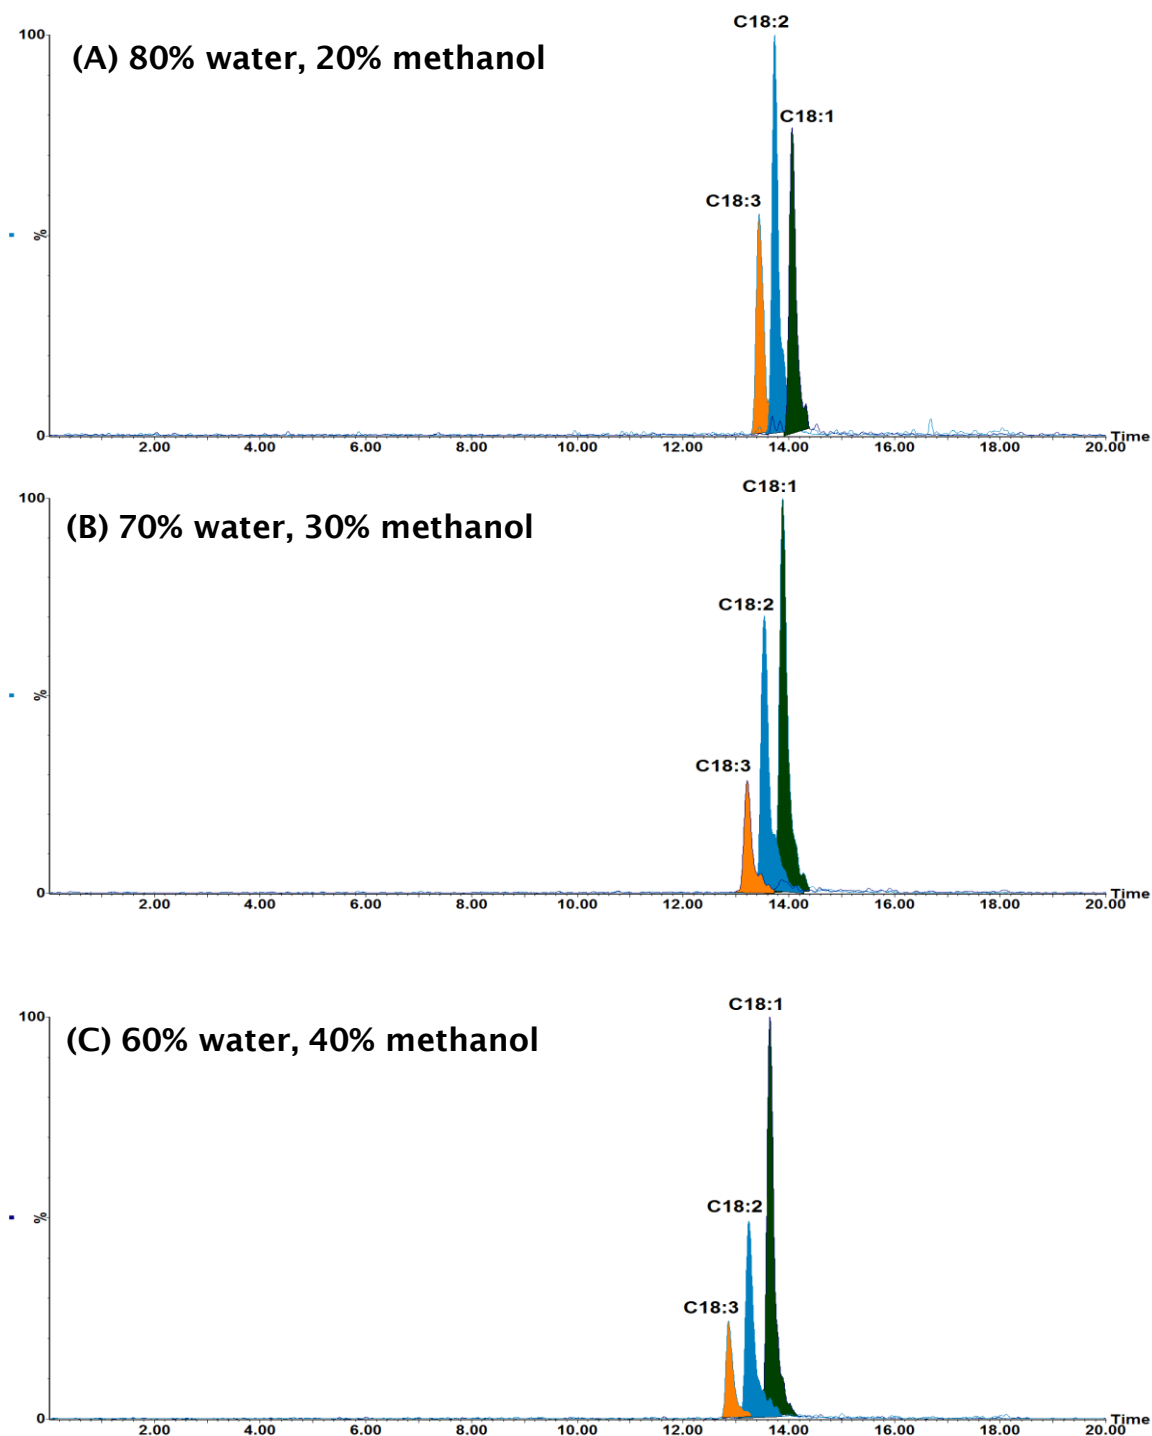 C18:2
100
(A) 80% water, 20% methanol
C18:1
C18:3
%
0
Time
2.00 4.00 6.00 8.00 10.00 12.00 14.00 16.00 18.00 20.00
C18:1
100
(B) 70% water, 30% methanol
C18:2
%
C18:3
0
Time
2.00 4.00 6.00 8.00 10.00 12.00 14.00 16.00 18.00 20.00
C18:1
100
(C) 60% water, 40% methanol
C18:2
%
C18:3
0
Time
2.00 4.00 6.00 8.00 10.00 12.00 14.00 16.00 18.00 20.00